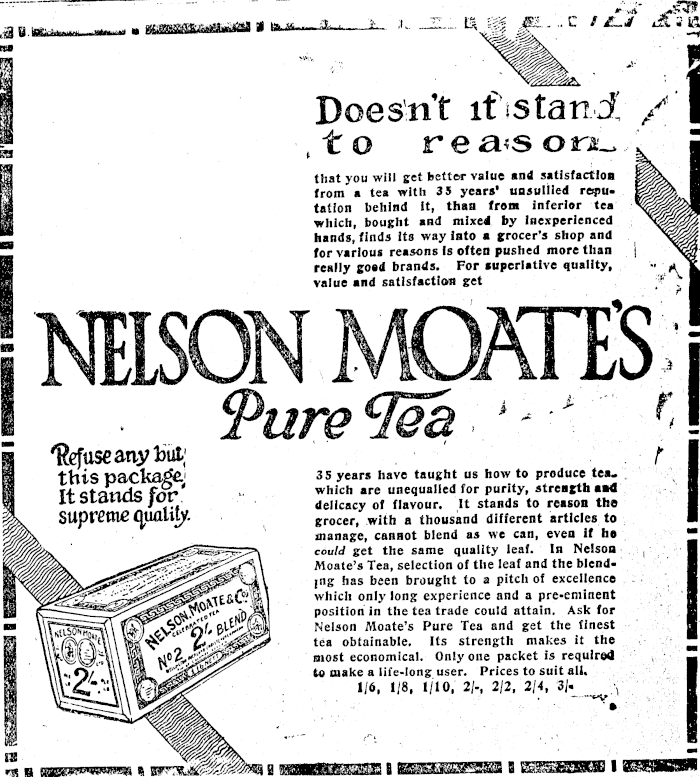 Doesn't it stand
to reason
that you will get better value and satisfaction
from a tea with 35 years' unsullied repu-
tation behind it, than from inferior tea
which, bought and mixed by inexperienced
hands, finds its way into a grocer's shop and
for various reasons is often pushed more than
really good brands. For superlative quality,
value and satisfaction get
NELSON MOATE'S
Pure Tea
Refuse any but
this package.
It stands for
supreme quality.
35 years have taught us how to produce teas
which are unequalled for purity, strength and
delicacy of flavour. It stands to reason the
grocer, with a thousand different articles to
manage, cannot blend as we can, even if he
could get the same quality leaf. In Nelson
Moate's Tea, selection of the leaf and the blend-
ing has been brought to a pitch of excellence
which only long experience and a pre-eminent
position in the tea trade could attain. Ask for
Nelson Moate's Pure Tea and get the finest
tea obtainable. Its strength makes it the
most economical. Only one packet is required
to make a life-long user. Prices to suit all.
1/6, 1/8, 1/10, 2/-, 2/2, 2/4, 3/-
NELSON, MOATE & Co
CELEBRATED TEA
No 2 2/- BLEND
NELSON MOATE
2/-